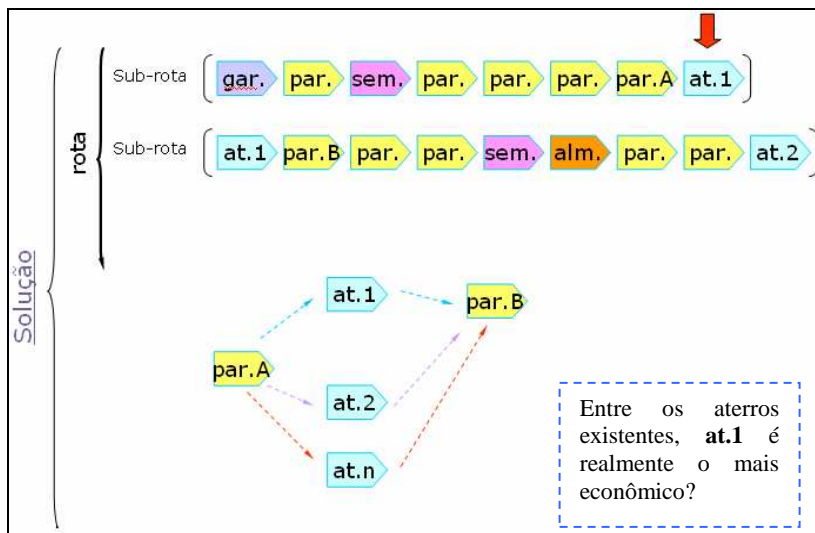 Solução
rota
Sub-rota gar. par. sem. par. par. par. par.A at.1
Sub-rota at.1 par.B par. par. sem. alm. par. par. at.2
at.1
par.B
par.A
at.2
at.n
Entre os aterros
existentes, at.1 é
realmente o mais
econômico?